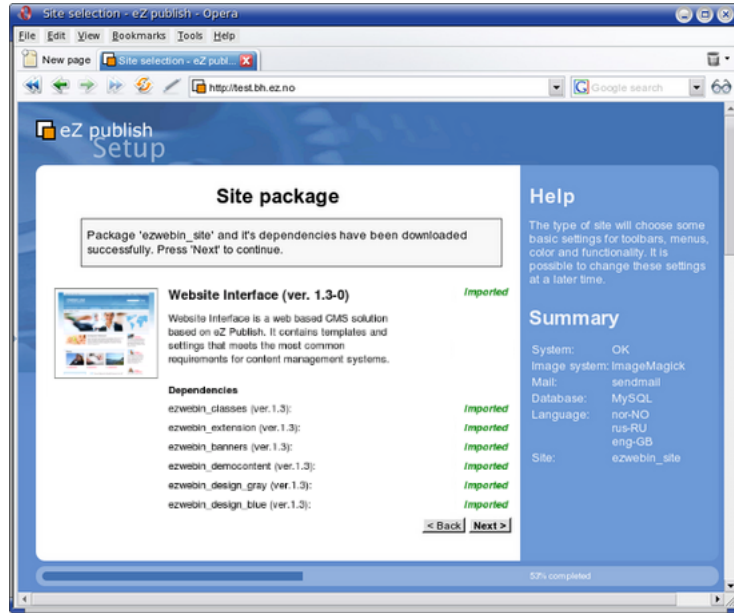 Site selection - eZ publish - Opera
File Edit View Bookmarks Tools Help
New page Site selection - eZ publ...
http://test.bh.ez.no Google search
eZ publish
Setup
Site package
Package 'ezwebin_site' and it's dependencies have been downloaded
successfully. Press 'Next' to continue.
Website Interface (ver. 1.3-0) Imported
Website Interface is a web based CMS solution
based on eZ Publish. It contains templates and
settings that meets the most common
requirements for content management systems.
Dependencies
ezwebin_classes (ver.1.3): Imported
ezwebin_extension (ver.1.3): Imported
ezwebin_banners (ver.1.3): Imported
ezwebin_democontent (ver.1.3): Imported
ezwebin_design_gray (ver.1.3): Imported
ezwebin_design_blue (ver.1.3): Imported
< Back Next >
Help
The type of site will choose some
basic settings for toolbars, menus,
color and functionality. It is
possible to change these settings
at a later time.
Summary
System: OK
Image system: ImageMagick
Mail: sendmail
Database: MySQL
Language: nor-NO
rus-RU
eng-GB
Site: ezwebin_site
53% completed